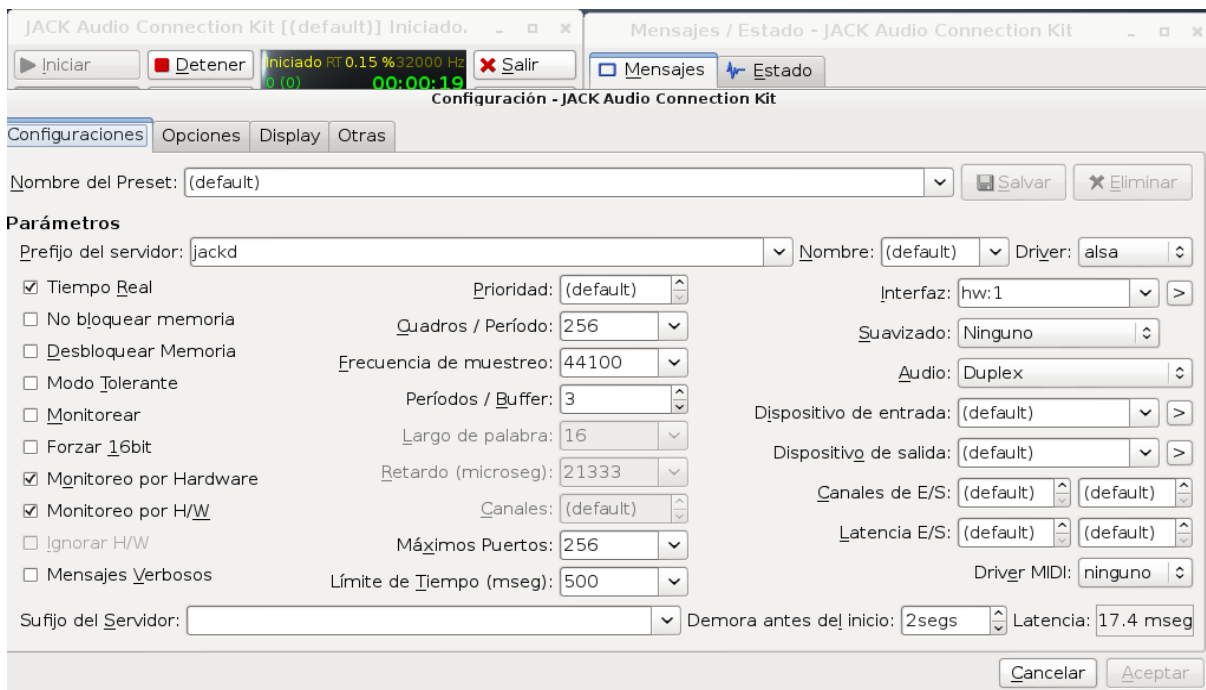 JACK Audio Connection Kit [(default)] Iniciado.
Mensajes / Estado - JACK Audio Connection Kit
Iniciar Detener Iniciado RT 0.15 % 32000 Hz Salir Mensajes Estado
0 (0) 00:00:19
Configuración - JACK Audio Connection Kit
Configuraciones Opciones Display Otras
Nombre del Preset: (default) Salvar Eliminar
Parámetros
Prefijo del servidor: jackd Nombre: (default) Driver: alsa
Tiempo Real Prioridad: (default) Interfaz: hw:1 >
No bloquear memoria Cuadros / Período: 256 Suavizado: Ninguno
Desbloquear Memoria Frecuencia de muestreo: 44100 Audio: Duplex
Modo Tolerante Períodos / Buffer: 3 Dispositivo de entrada: (default) >
Monitorear Largo de palabra: 16 Dispositivo de salida: (default) >
Forzar 16bit Retardo (microseg): 21333 Canales de E/S: (default) (default)
Monitoreo por Hardware Canales: (default) Latencia E/S: (default) (default)
Monitoreo por H/W Máximos Puertos: 256 Driver MIDI: ninguno
Ignorar H/W Límite de Tiempo (mseg): 500
Mensajes Verbosos
Sufijo del Servidor: Demora antes del inicio: 2segs Latencia: 17.4 mseg
Cancelar Aceptar